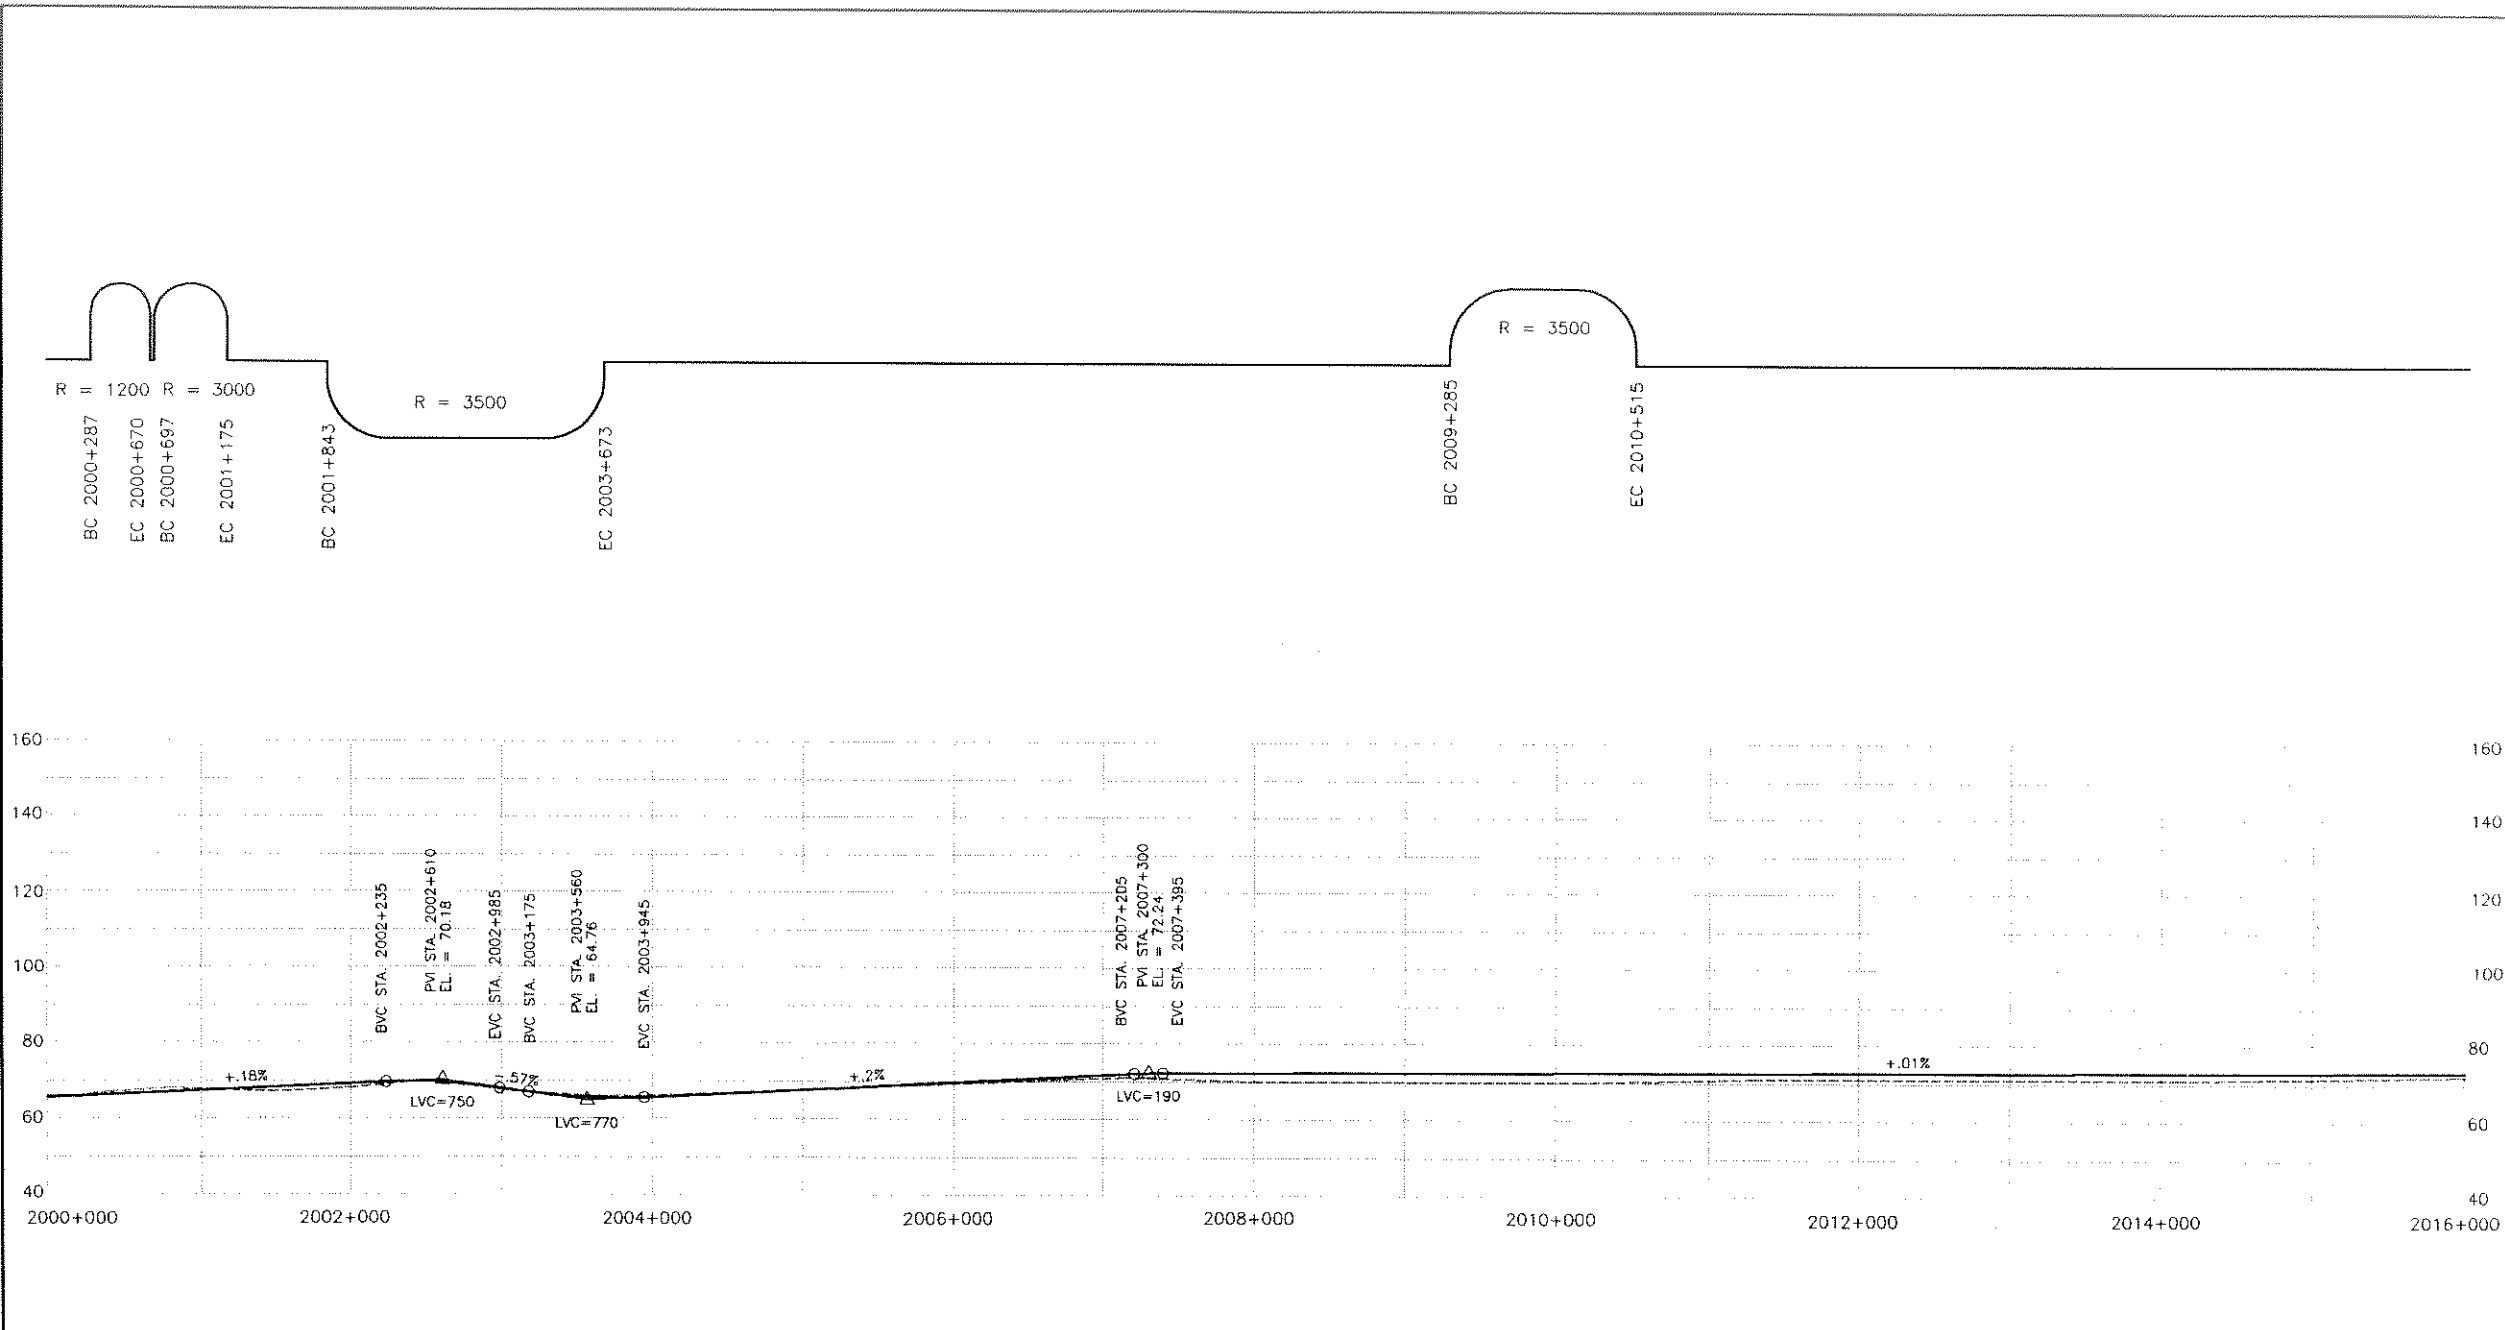 R = 1200
R = 3000
R = 3500
R = 3500
BC 2000+287
EC 2000+670
BC 2000+697
EC 2001+175
BC 2001+843
EC 2003+673
BC 2009+285
EC 2010+515
160
160
140
140
120
120
100
100
80
80
60
60
40
40
BVC STA. 2002+235
PVI STA. 2002+610
EL. = 70.18
EVC STA. 2002+985
BVC STA. 2003+175
PVI STA. 2003+560
EL. = 64.76
EVC STA. 2003+945
BVC STA. 2007+205
PVI STA. 2007+300
EL. = 72.24
EVC STA. 2007+395
+.18%
-.57%
+.2%
+.01%
LVC=750
LVC=770
LVC=190
2000+000
2002+000
2004+000
2006+000
2008+000
2010+000
2012+000
2014+000
2016+000